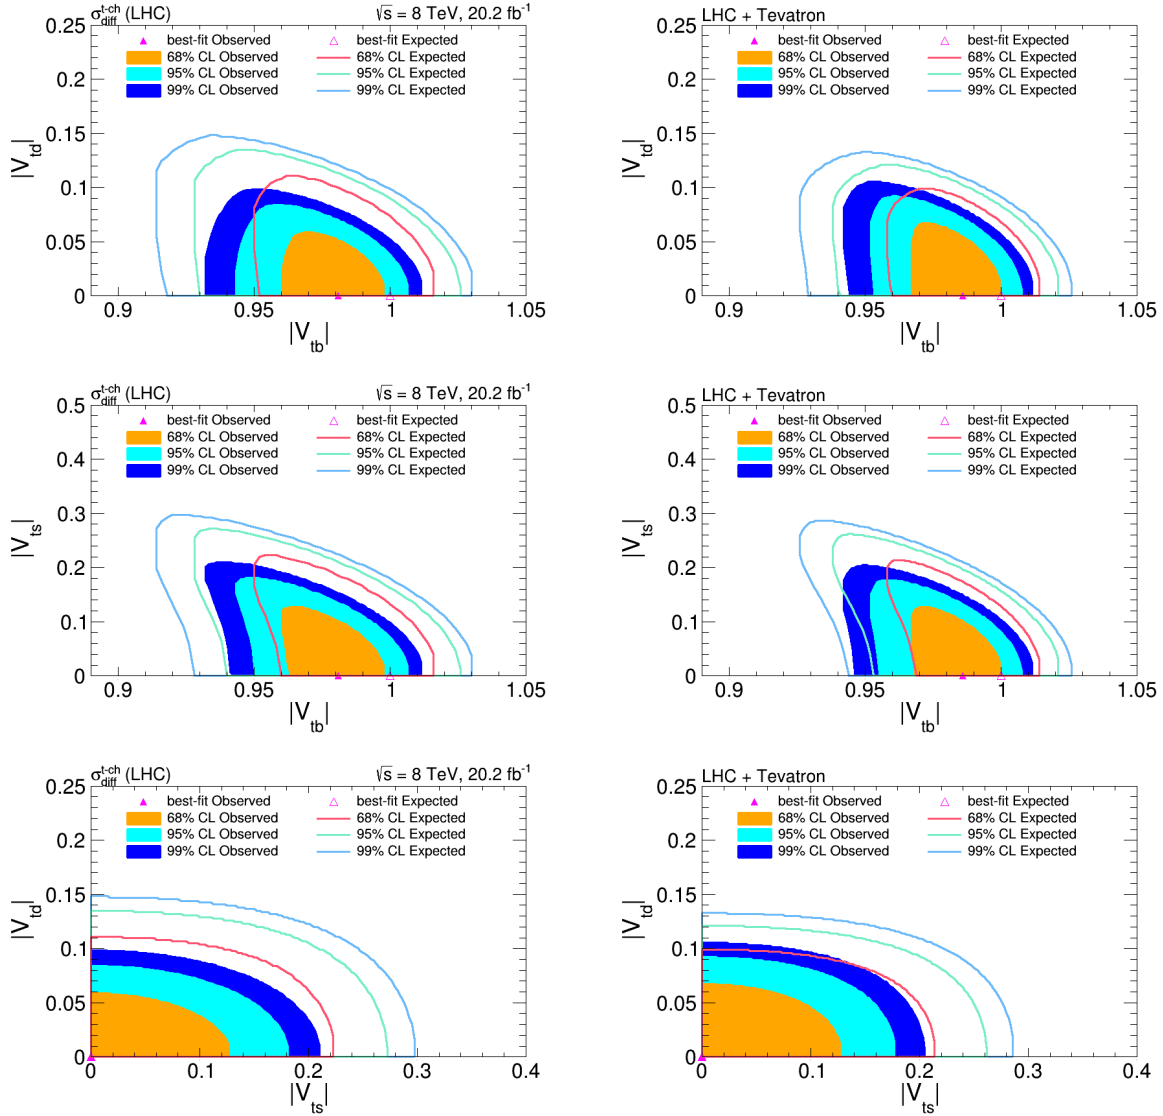 σ_diff^t-ch (LHC) √s = 8 TeV, 20.2 fb⁻¹
best-fit Observed best-fit Expected
68% CL Observed 68% CL Expected
95% CL Observed 95% CL Expected
99% CL Observed 99% CL Expected
0.25
0.2
0.15
0.1
0.05
0
|V_td|
0.9 0.95 1 1.05
|V_tb|
LHC + Tevatron
best-fit Observed best-fit Expected
68% CL Observed 68% CL Expected
95% CL Observed 95% CL Expected
99% CL Observed 99% CL Expected
0.25
0.2
0.15
0.1
0.05
0
|V_td|
0.9 0.95 1 1.05
|V_tb|
σ_diff^t-ch (LHC) √s = 8 TeV, 20.2 fb⁻¹
best-fit Observed best-fit Expected
68% CL Observed 68% CL Expected
95% CL Observed 95% CL Expected
99% CL Observed 99% CL Expected
0.5
0.4
0.3
0.2
0.1
0
|V_ts|
0.9 0.95 1 1.05
|V_tb|
LHC + Tevatron
best-fit Observed best-fit Expected
68% CL Observed 68% CL Expected
95% CL Observed 95% CL Expected
99% CL Observed 99% CL Expected
0.5
0.4
0.3
0.2
0.1
0
|V_ts|
0.9 0.95 1 1.05
|V_tb|
σ_diff^t-ch (LHC) √s = 8 TeV, 20.2 fb⁻¹
best-fit Observed best-fit Expected
68% CL Observed 68% CL Expected
95% CL Observed 95% CL Expected
99% CL Observed 99% CL Expected
0.25
0.2
0.15
0.1
0.05
0
|V_td|
0 0.1 0.2 0.3 0.4
|V_ts|
LHC + Tevatron
best-fit Observed best-fit Expected
68% CL Observed 68% CL Expected
95% CL Observed 95% CL Expected
99% CL Observed 99% CL Expected
0.25
0.2
0.15
0.1
0.05
0
|V_td|
0 0.1 0.2 0.3 0.4
|V_ts|